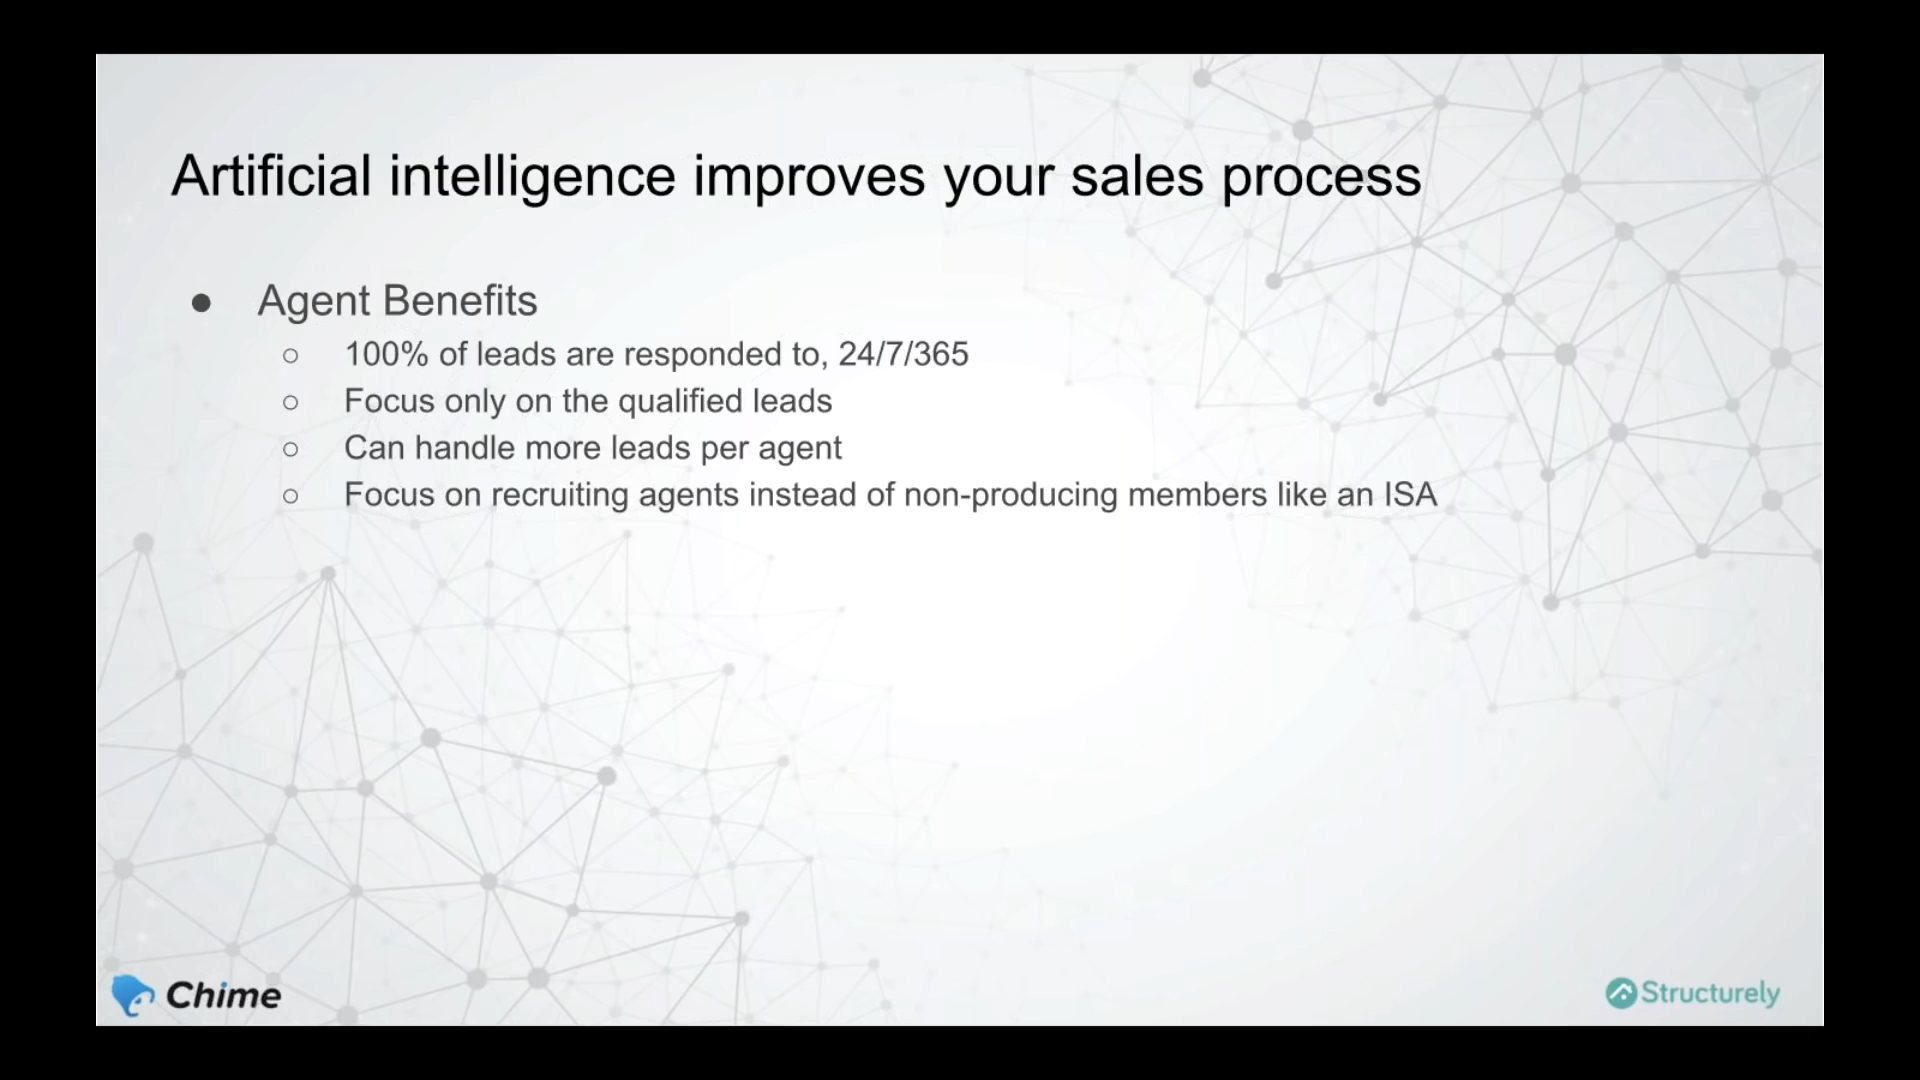 Artificial intelligence improves your sales process
● Agent Benefits
○ 100% of leads are responded to, 24/7/365
○ Focus only on the qualified leads
○ Can handle more leads per agent
○ Focus on recruiting agents instead of non-producing members like an ISA
Chime
Structurely